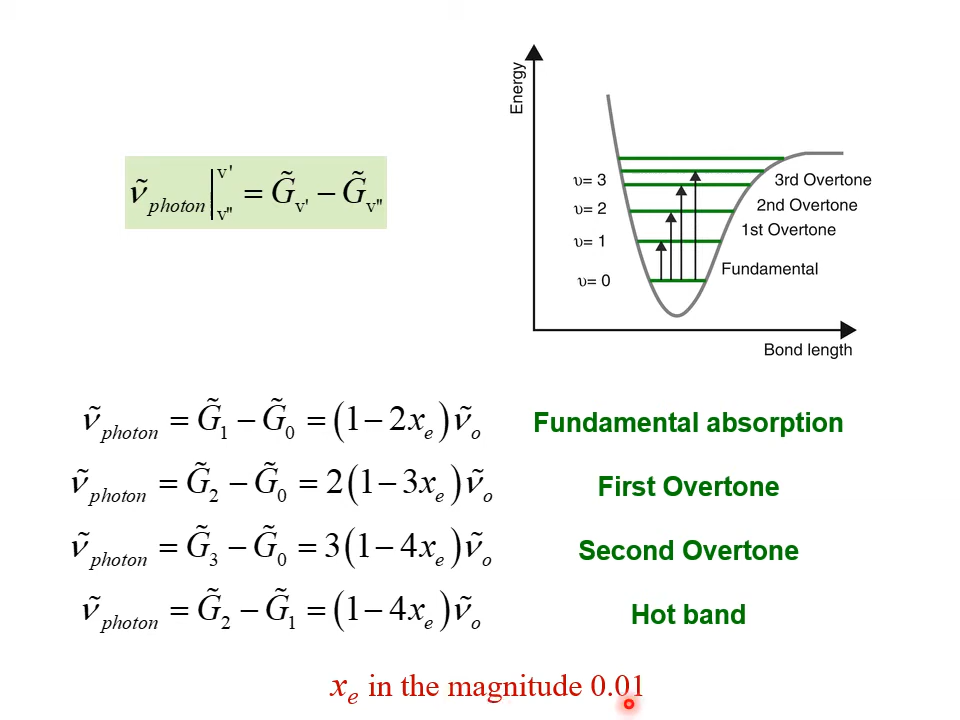 ν̃ photon |v' v" = G̃v' − G̃v"
Energy
υ= 3
υ= 2
υ= 1
υ= 0
3rd Overtone
2nd Overtone
1st Overtone
Fundamental
Bond length
ν̃ photon = G̃₁ − G̃₀ = (1 − 2xₑ) ν̃ₒ Fundamental absorption
ν̃ photon = G̃₂ − G̃₀ = 2(1 − 3xₑ) ν̃ₒ First Overtone
ν̃ photon = G̃₃ − G̃₀ = 3(1 − 4xₑ) ν̃ₒ Second Overtone
ν̃ photon = G̃₂ − G̃₁ = (1 − 4xₑ) ν̃ₒ Hot band
xₑ in the magnitude 0.01